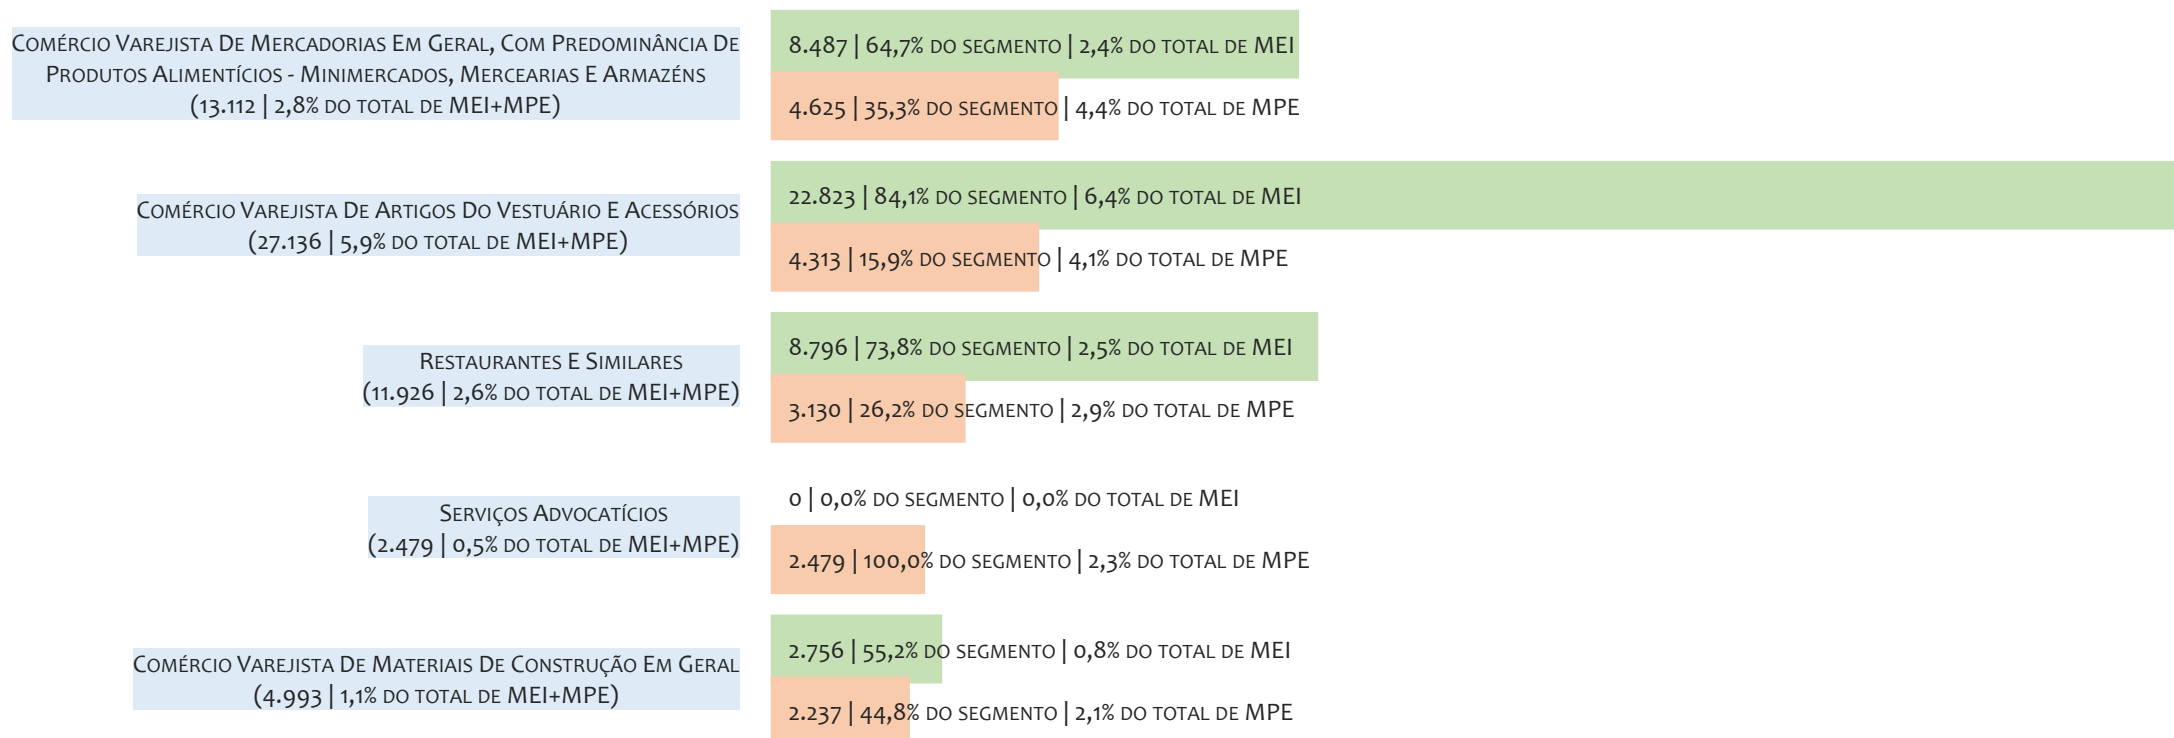 Comércio Varejista De Mercadorias Em Geral, Com Predominância De
Produtos Alimentícios - Minimercados, Mercearias E Armazéns
(13.112 | 2,8% do total de MEI+MPE)
8.487 | 64,7% do segmento | 2,4% do total de MEI
4.625 | 35,3% do segmento | 4,4% do total de MPE
Comércio Varejista De Artigos Do Vestuário E Acessórios
(27.136 | 5,9% do total de MEI+MPE)
22.823 | 84,1% do segmento | 6,4% do total de MEI
4.313 | 15,9% do segmento | 4,1% do total de MPE
Restaurantes E Similares
(11.926 | 2,6% do total de MEI+MPE)
8.796 | 73,8% do segmento | 2,5% do total de MEI
3.130 | 26,2% do segmento | 2,9% do total de MPE
Serviços Advocatícios
(2.479 | 0,5% do total de MEI+MPE)
0 | 0,0% do segmento | 0,0% do total de MEI
2.479 | 100,0% do segmento | 2,3% do total de MPE
Comércio Varejista De Materiais De Construção Em Geral
(4.993 | 1,1% do total de MEI+MPE)
2.756 | 55,2% do segmento | 0,8% do total de MEI
2.237 | 44,8% do segmento | 2,1% do total de MPE